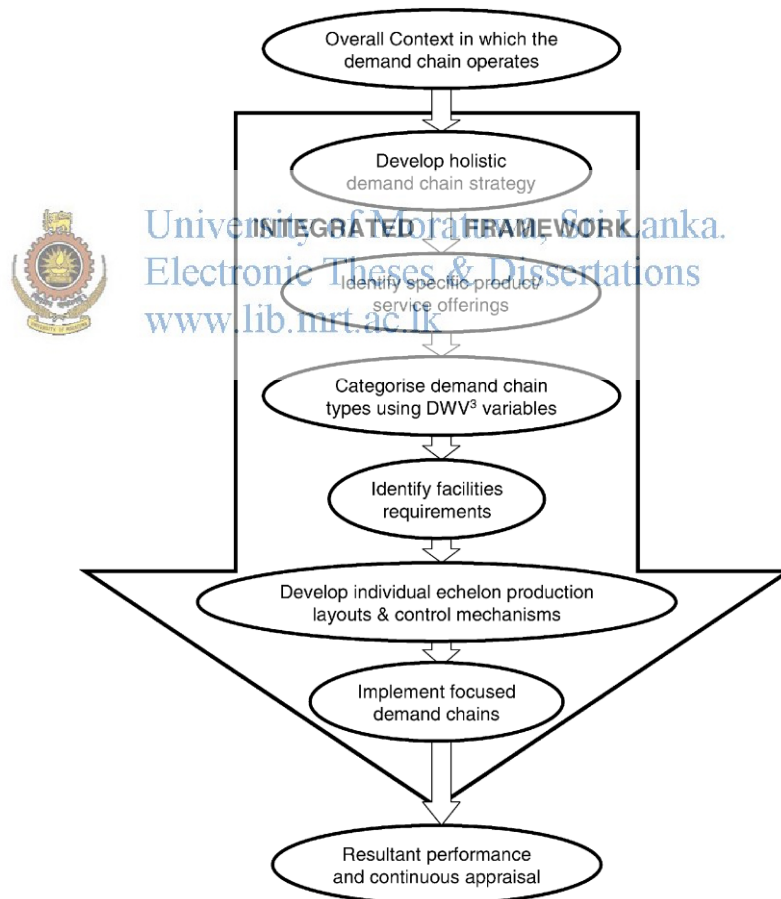 Overall Context in which the
demand chain operates
Develop holistic
demand chain strategy
University of Moratuwa, Sri Lanka.
INTEGRATED FRAMEWORK
Electronic Theses & Dissertations
Identify specific product/
service offerings
www.lib.mrt.ac.lk
Categorise demand chain
types using DWV³ variables
Identify facilities
requirements
Develop individual echelon production
layouts & control mechanisms
Implement focused
demand chains
Resultant performance
and continuous appraisal